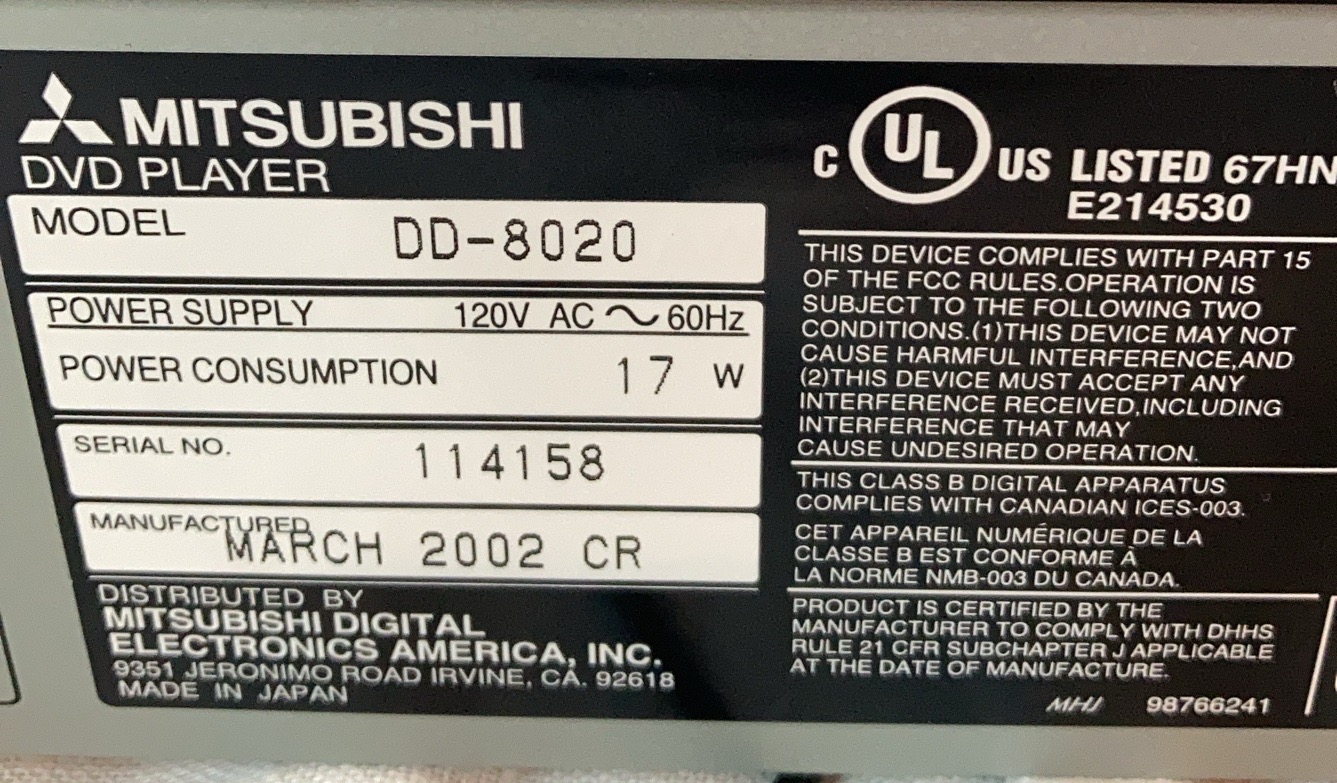 MITSUBISHI
DVD PLAYER
MODEL DD-8020
POWER SUPPLY 120V AC ~ 60Hz
POWER CONSUMPTION 17 W
SERIAL NO. 114158
MANUFACTURED
MARCH 2002 CR
DISTRIBUTED BY
MITSUBISHI DIGITAL
ELECTRONICS AMERICA, INC.
9351 JERONIMO ROAD IRVINE, CA. 92618
MADE IN JAPAN
C UL US LISTED 67HN
E214530
THIS DEVICE COMPLIES WITH PART 15
OF THE FCC RULES.OPERATION IS
SUBJECT TO THE FOLLOWING TWO
CONDITIONS.(1)THIS DEVICE MAY NOT
CAUSE HARMFUL INTERFERENCE,AND
(2)THIS DEVICE MUST ACCEPT ANY
INTERFERENCE RECEIVED,INCLUDING
INTERFERENCE THAT MAY
CAUSE UNDESIRED OPERATION.
THIS CLASS B DIGITAL APPARATUS
COMPLIES WITH CANADIAN ICES-003.
CET APPAREIL NUMÉRIQUE DE LA
CLASSE B EST CONFORME À
LA NORME NMB-003 DU CANADA.
PRODUCT IS CERTIFIED BY THE
MANUFACTURER TO COMPLY WITH DHHS
RULE 21 CFR SUBCHAPTER J APPLICABLE
AT THE DATE OF MANUFACTURE.
MHJ 98766241